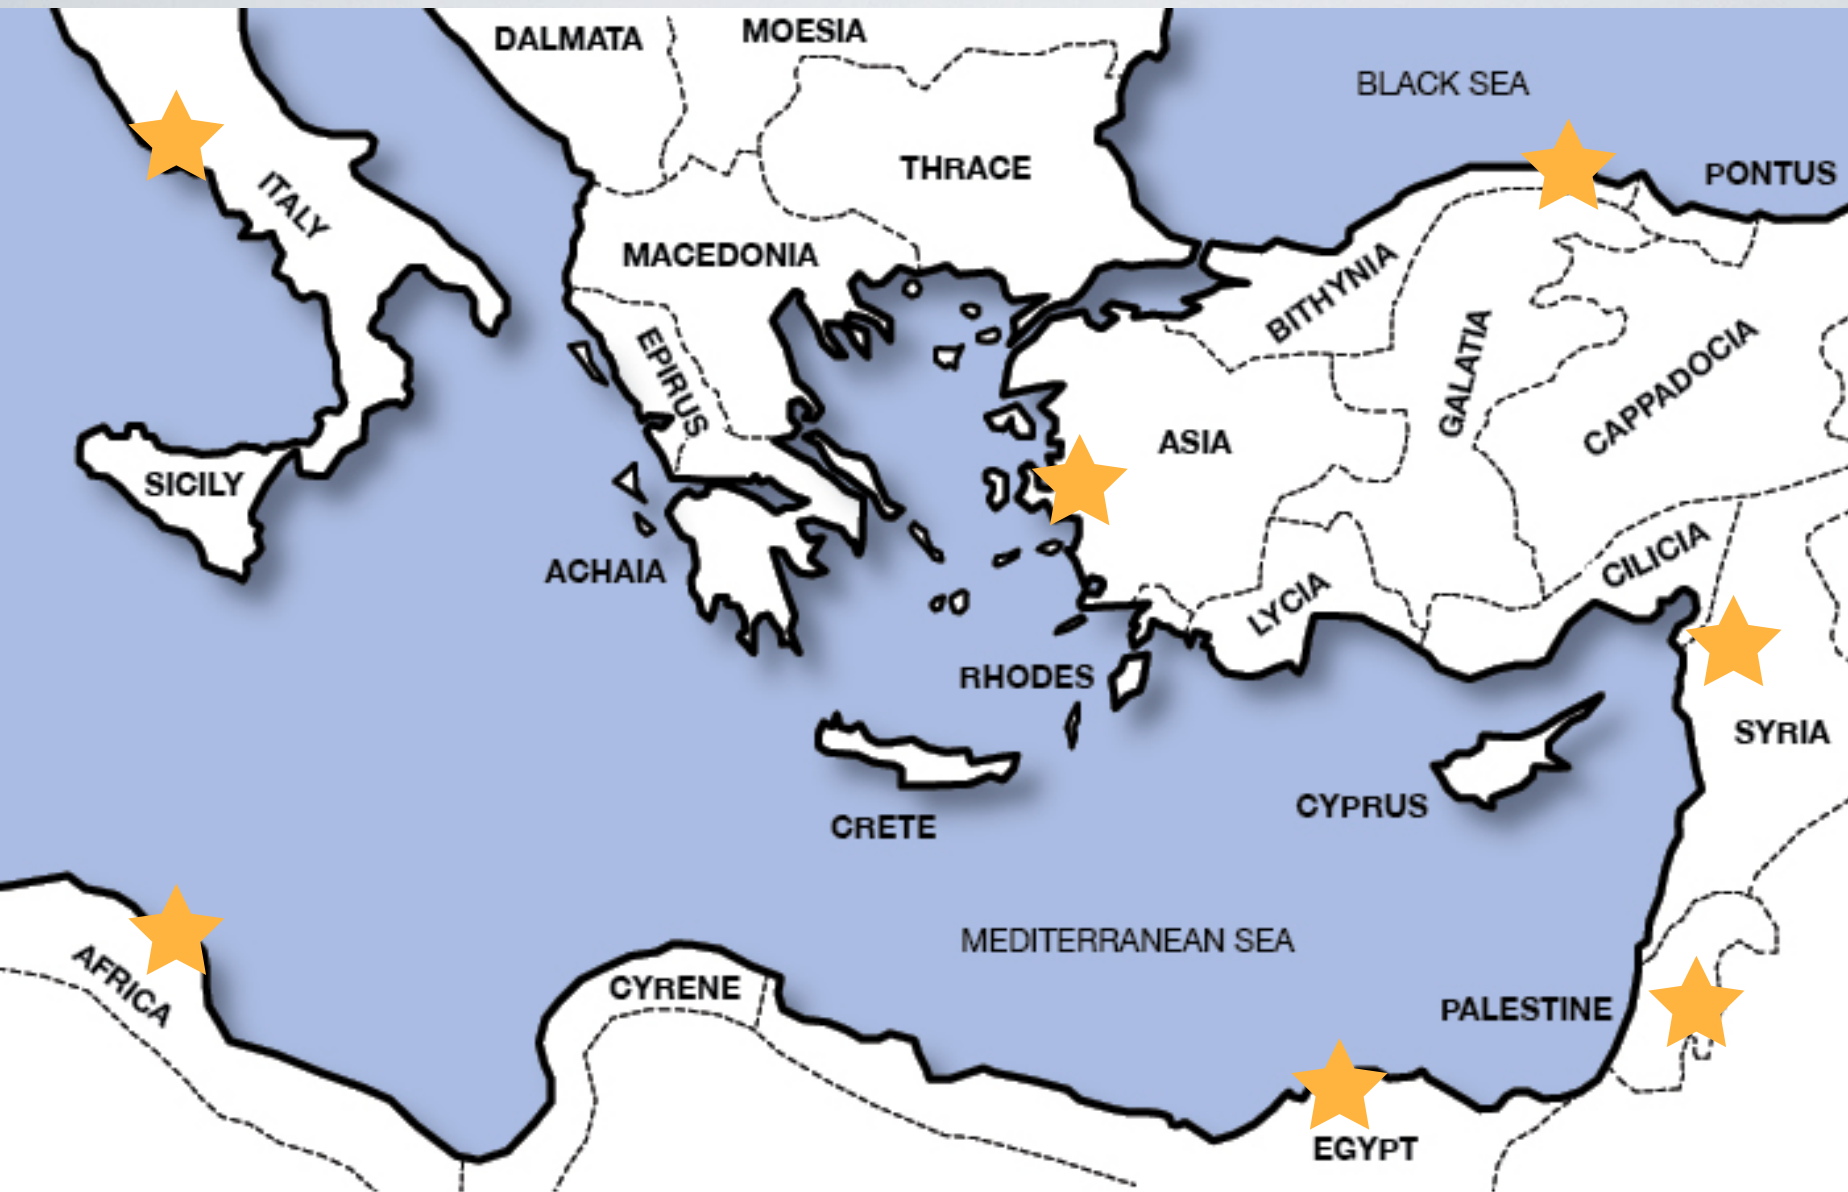 DALMATA
MOESIA
BLACK SEA
THRACE
PONTUS
ITALY
MACEDONIA
BITHYNIA
EPIRUS
GALATIA
CAPPADOCIA
ASIA
SICILY
ACHAIA
CILICIA
LYCIA
RHODES
SYRIA
CRETE
CYPRUS
MEDITERRANEAN SEA
AFRICA
CYRENE
PALESTINE
EGYPT